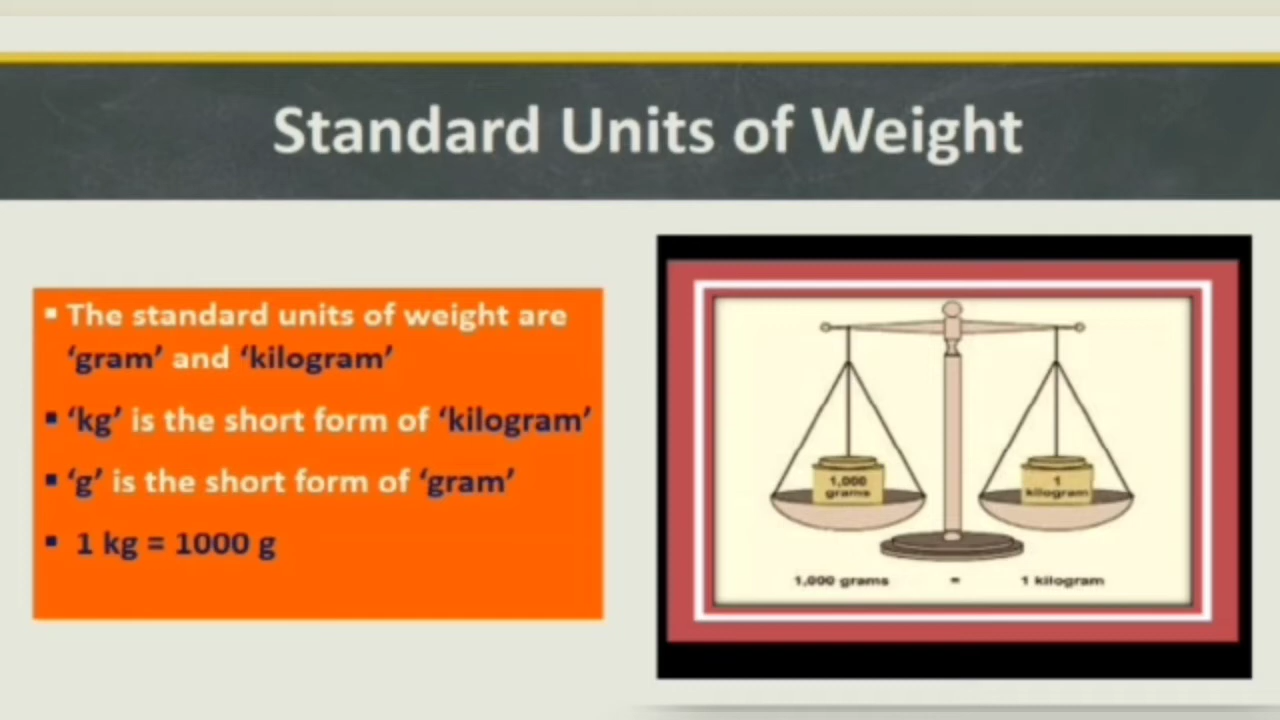 Standard Units of Weight
▪ The standard units of weight are
‘gram’ and ‘kilogram’
▪ ‘kg’ is the short form of ‘kilogram’
▪ ‘g’ is the short form of ‘gram’
▪ 1 kg = 1000 g
1,000
grams
1
kilogram
1,000 grams = 1 kilogram